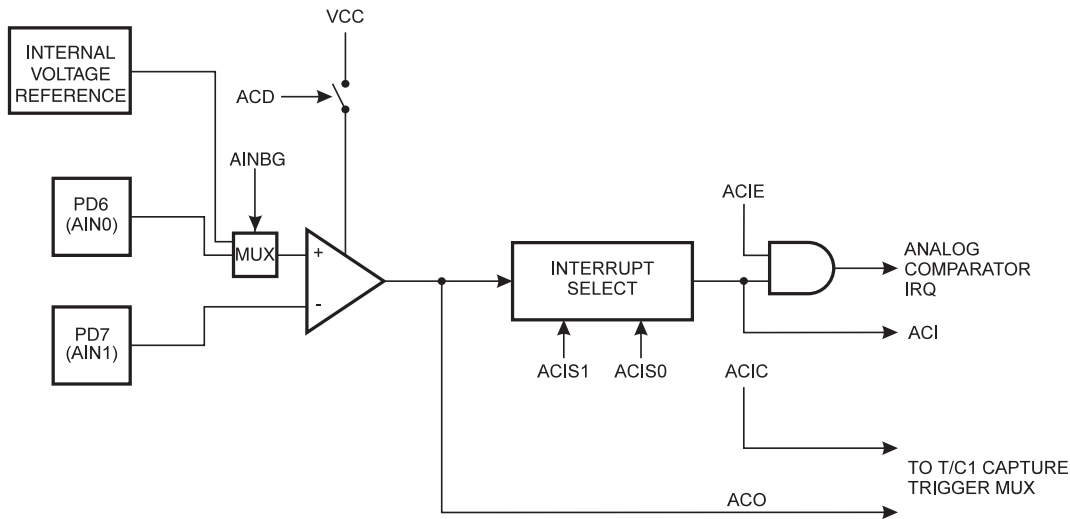 VCC
INTERNAL
VOLTAGE
REFERENCE
ACD
AINBG
PD6
(AIN0)
MUX
+
-
PD7
(AIN1)
INTERRUPT
SELECT
ACIS1
ACIS0
ACIE
ANALOG
COMPARATOR
IRQ
ACI
ACIC
TO T/C1 CAPTURE
TRIGGER MUX
ACO